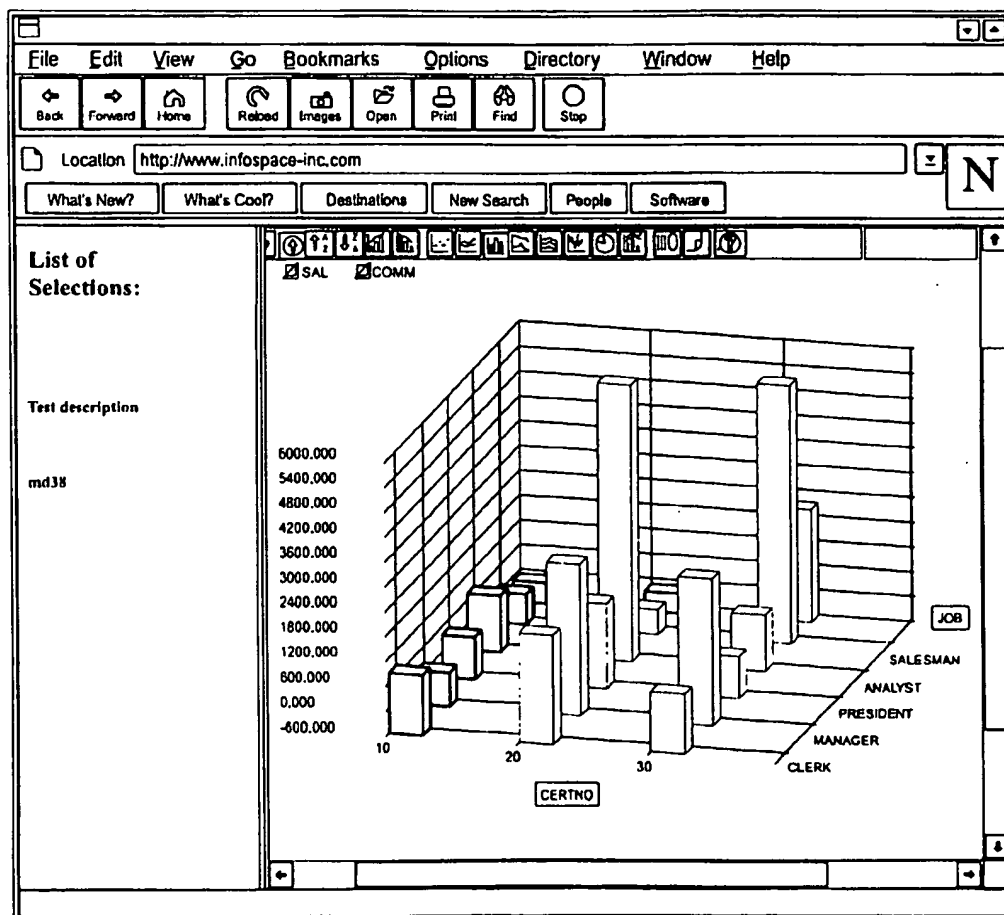 File Edit View Go Bookmarks Options Directory Window Help
Back Forward Home Reload Images Open Print Find Stop
Location http://www.infospace-inc.com
N
What's New? What's Cool? Destinations New Search People Software
List of
Selections:
Test description
md38
SAL COMM
6000.000
5400.000
4800.000
4200.000
3600.000
3000.000
2400.000
1800.000
1200.000
600.000
0.000
-600.000
10
20
30
CERTNO
JOB
SALESMAN
ANALYST
PRESIDENT
MANAGER
CLERK